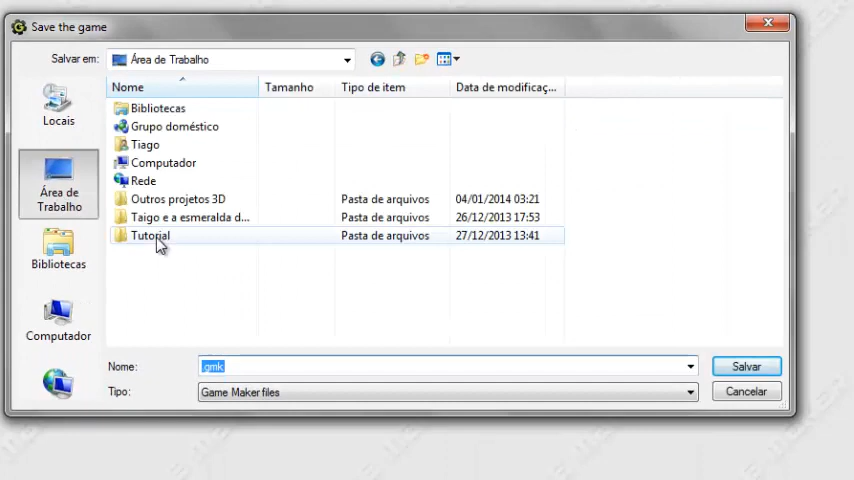 Save the game
Salvar em: Área de Trabalho
Nome Tamanho Tipo de item Data de modificaç...
Locais
Área de
Trabalho
Bibliotecas
Computador
Bibliotecas
Grupo doméstico
Tiago
Computador
Rede
Outros projetos 3D Pasta de arquivos 04/01/2014 03:21
Taigo e a esmeralda d... Pasta de arquivos 26/12/2013 17:53
Tutorial Pasta de arquivos 27/12/2013 13:41
Nome: .gmk Salvar
Tipo: Game Maker files Cancelar